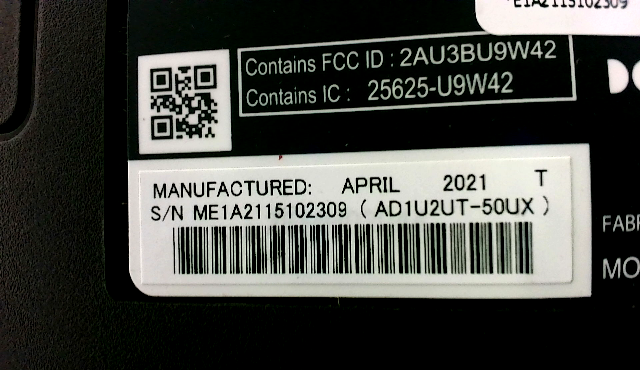 E1A2115102309
Contains FCC ID : 2AU3BU9W42
Contains IC : 25625-U9W42
MANUFACTURED: APRIL 2021 T
S/N ME1A2115102309 ( AD1U2UT-50UX )
FABR
MO